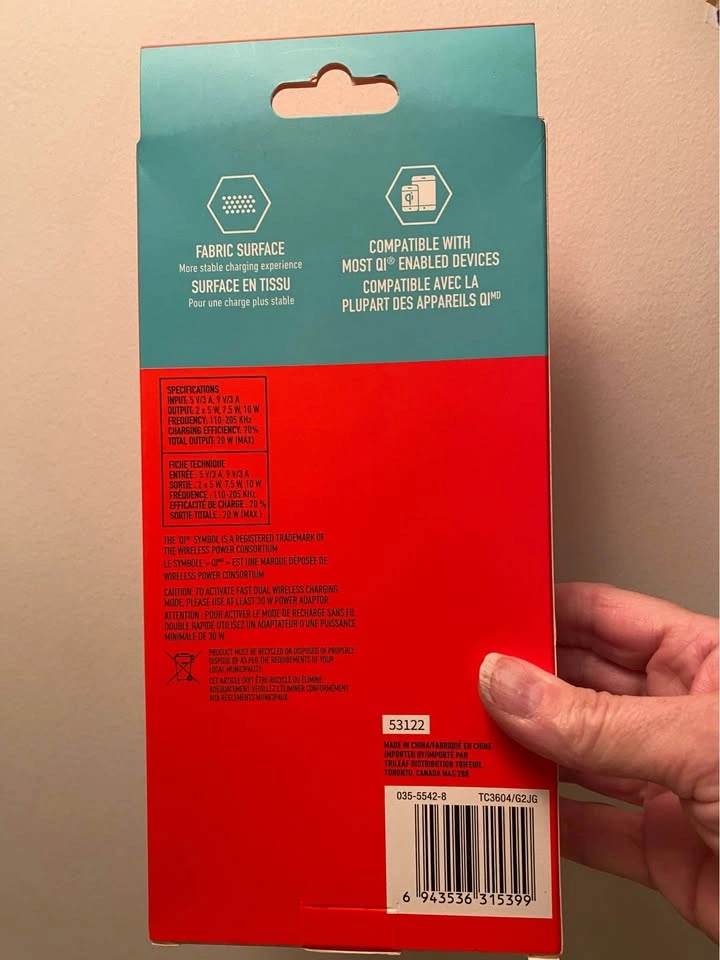 FABRIC SURFACE
More stable charging experience
SURFACE EN TISSU
Pour une charge plus stable
Qi
COMPATIBLE WITH
MOST QI® ENABLED DEVICES
COMPATIBLE AVEC LA
PLUPART DES APPAREILS QIMD
SPECIFICATIONS
INPUT: 5 V/3 A, 9 V/3 A
OUTPUT: 2 x 5 W, 7.5 W, 10 W
FREQUENCY: 110-205 KHz
CHARGING EFFICIENCY: 70%
TOTAL OUTPUT: 20 W (MAX)
FICHE TECHNIQUE
ENTRÉE : 5 V/3 A, 9 V/3 A
SORTIE : 2 x 5 W, 7.5 W, 10 W
FRÉQUENCE : 110-205 KHz
EFFICACITÉ DE CHARGE : 70 %
SORTIE TOTALE : 20 W (MAX.)
THE 'QI®' SYMBOL IS A REGISTERED TRADEMARK OF
THE WIRELESS POWER CONSORTIUM
LE SYMBOLE « QIMD » EST UNE MARQUE DÉPOSÉE DE
WIRELESS POWER CONSORTIUM
CAUTION: TO ACTIVATE FAST DUAL WIRELESS CHARGING
MODE, PLEASE USE AT LEAST 30 W POWER ADAPTOR
ATTENTION : POUR ACTIVER LE MODE DE RECHARGE SANS FIL
DOUBLE RAPIDE UTILISEZ UN ADAPTATEUR D'UNE PUISSANCE
MINIMALE DE 30 W
PRODUCT MUST BE RECYCLED OR DISPOSED OF PROPERLY.
DISPOSE OF AS PER THE REQUIREMENTS OF YOUR
LOCAL MUNICIPALITY.
CET ARTICLE DOIT ÊTRE RECYCLÉ OU ÉLIMINÉ
ADÉQUATEMENT. VEUILLEZ L'ÉLIMINER CONFORMÉMENT
AUX RÈGLEMENTS MUNICIPAUX.
53122
MADE IN CHINA/FABRIQUÉ EN CHINE
IMPORTED BY/IMPORTÉ PAR
TRILEAF DISTRIBUTION TRIFEUIL
TORONTO, CANADA M4S 2B8
035-5542-8 TC3604/G2JG
6 943536 315399